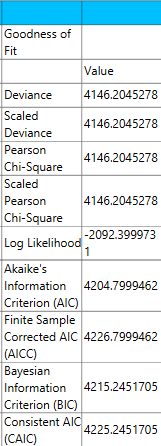 Goodness of
Fit
Value
Deviance 4146.2045278
Scaled
Deviance 4146.2045278
Pearson
Chi-Square 4146.2045278
Scaled
Pearson
Chi-Square 4146.2045278
Log Likelihood -2092.399973
1
Akaike's
Information
Criterion (AIC) 4204.7999462
Finite Sample
Corrected AIC
(AICC) 4226.7999462
Bayesian
Information
Criterion (BIC) 4215.2451705
Consistent AIC
(CAIC) 4225.2451705